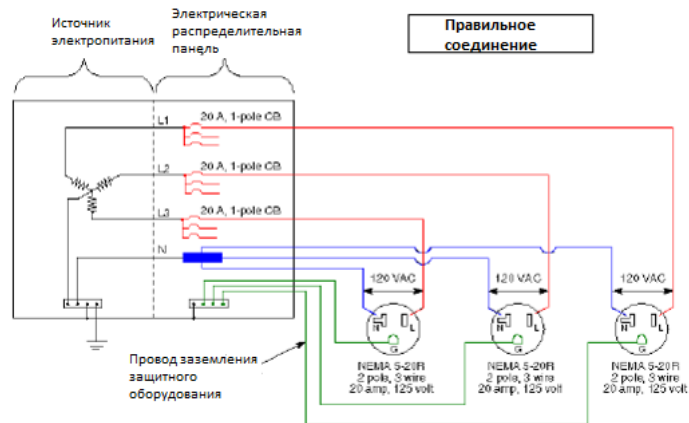 Источник
электропитания
Электрическая
распределительная
панель
Правильное
соединение
L1
20 A, 1-pole CB
L2
20 A, 1-pole CB
L3
20 A, 1-pole CB
N
120 VAC
120 VAC
120 VAC
N
L
G
N
L
G
N
L
G
Провод заземления
защитного
оборудования
NEMA 5-20R
2 pole, 3 wire
20 amp, 125 volt
NEMA 5-20R
2 pole, 3 wire
20 amp, 125 volt
NEMA 5-20R
2 pole, 3 wire
20 amp, 125 volt